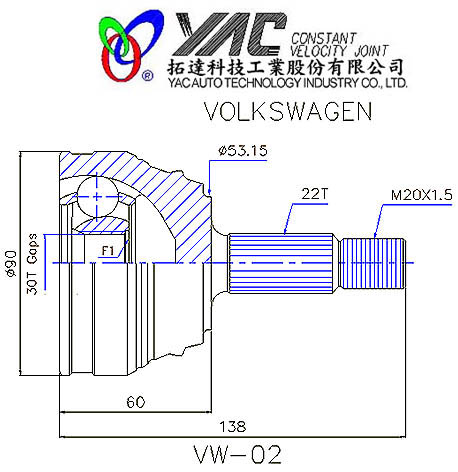 YAC CONSTANT
VELOCITY JOINT
®
拓達科技工業股份有限公司
YAC AUTO TECHNOLOGY INDUSTRY CO., LTD.
VOLKSWAGEN
ø53.15
22T
M20X1.5
ø90
30T Gaps
F1
60
138
VW-02